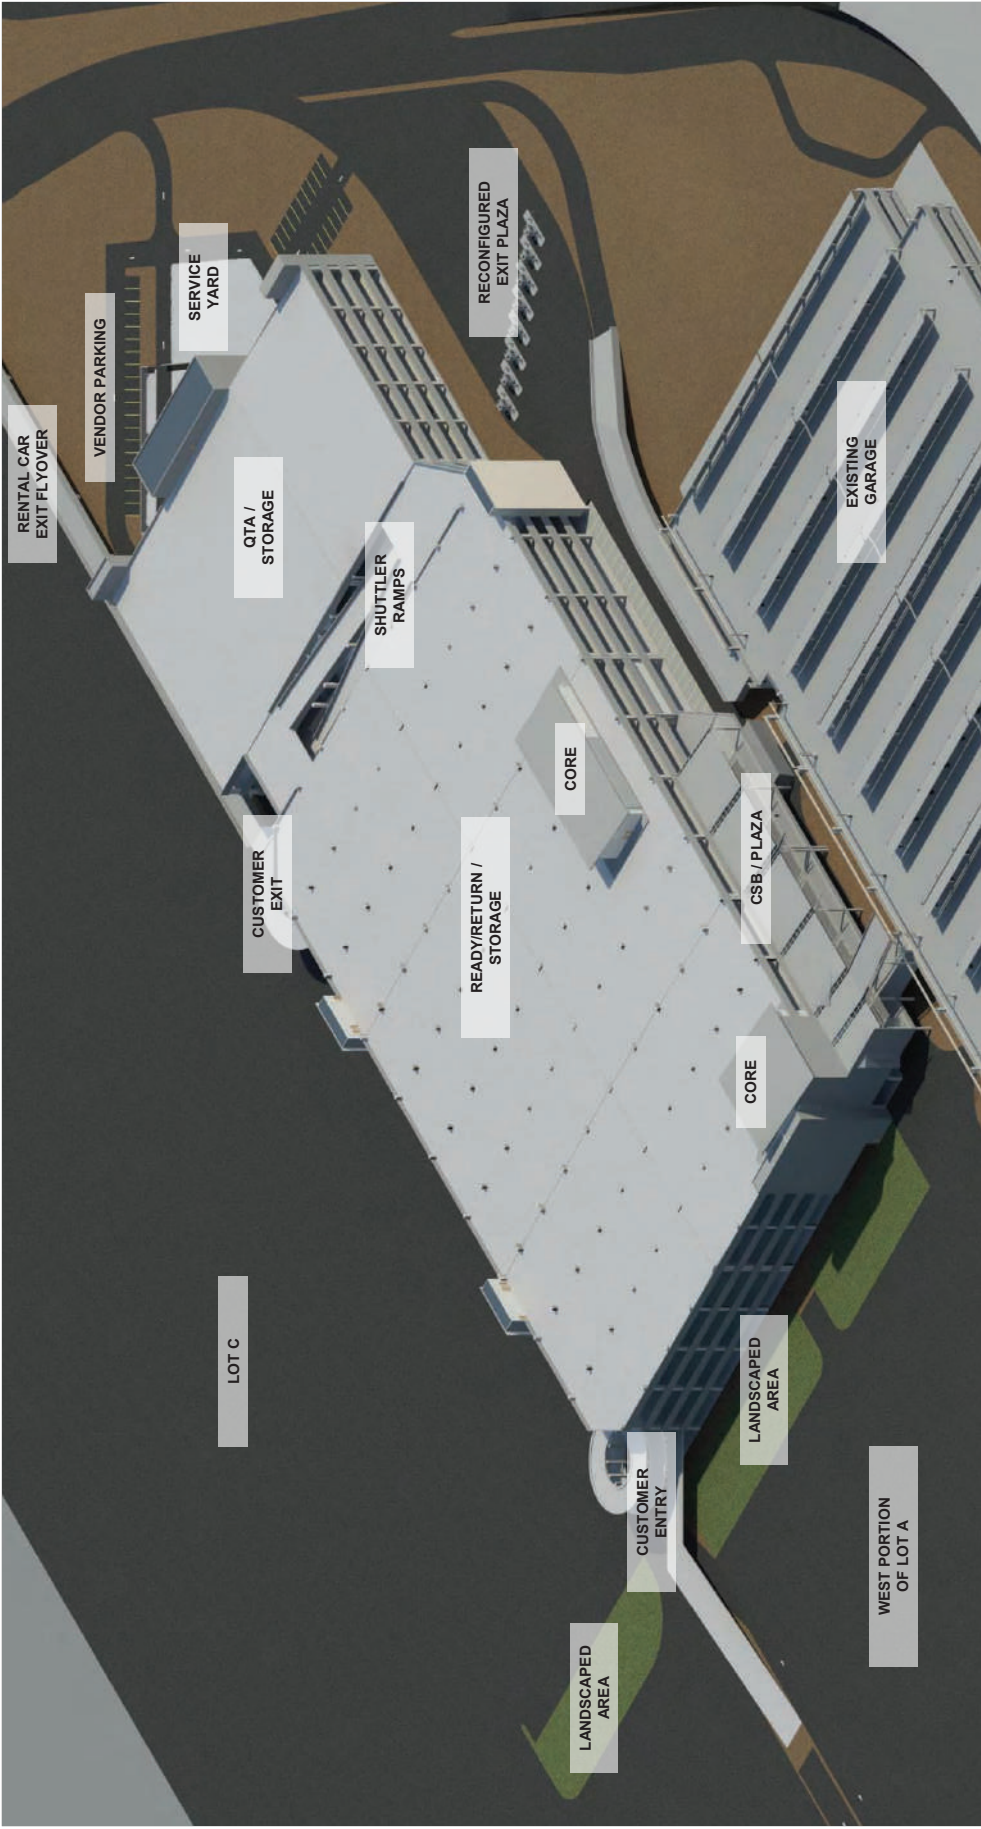 RENTAL CAR
EXIT FLYOVER
VENDOR PARKING
SERVICE
YARD
QTA /
STORAGE
CUSTOMER
EXIT
LOT C
SHUTTLER
RAMPS
RECONFIGURED
EXIT PLAZA
READY/RETURN /
STORAGE
CORE
CORE
CSB / PLAZA
EXISTING
GARAGE
CUSTOMER
ENTRY
LANDSCAPED
AREA
LANDSCAPED
AREA
WEST PORTION
OF LOT A